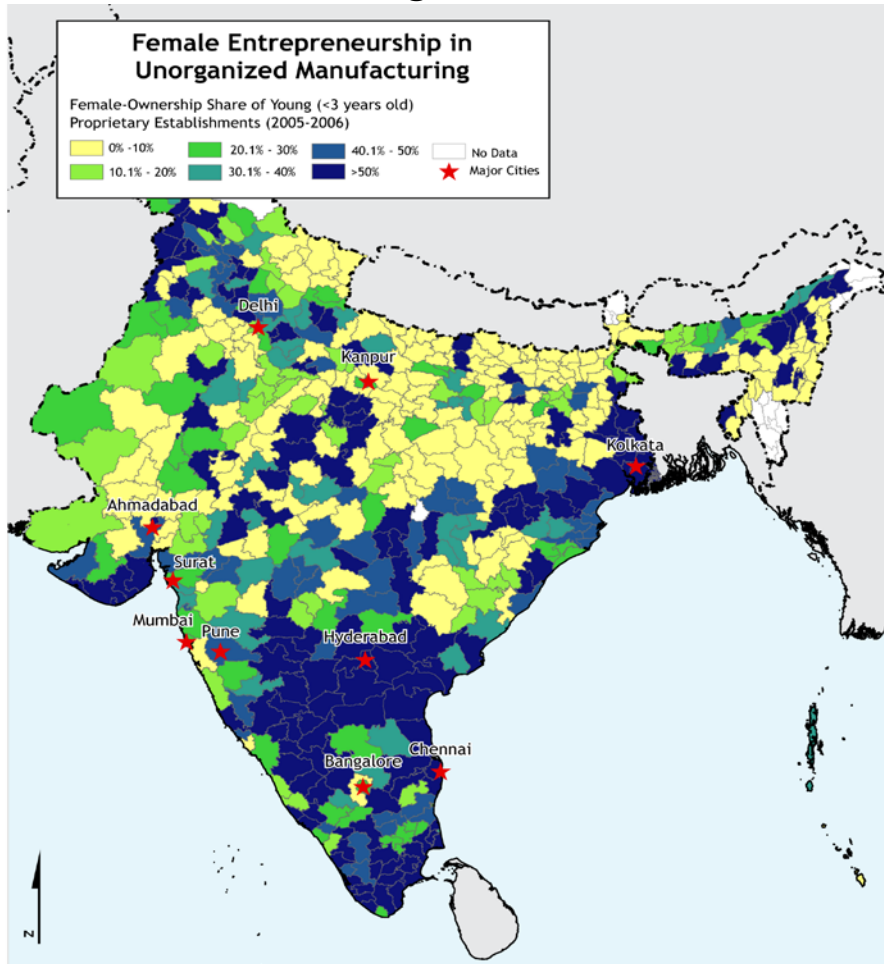 Female Entrepreneurship in
Unorganized Manufacturing
Female-Ownership Share of Young (<3 years old)
Proprietary Establishments (2005-2006)
0% -10%
20.1% - 30%
40.1% - 50%
No Data
10.1% - 20%
30.1% - 40%
>50%
Major Cities
Delhi
Kanpur
Kolkata
Ahmadabad
Surat
Mumbai
Pune
Hyderabad
Chennai
Bangalore
N